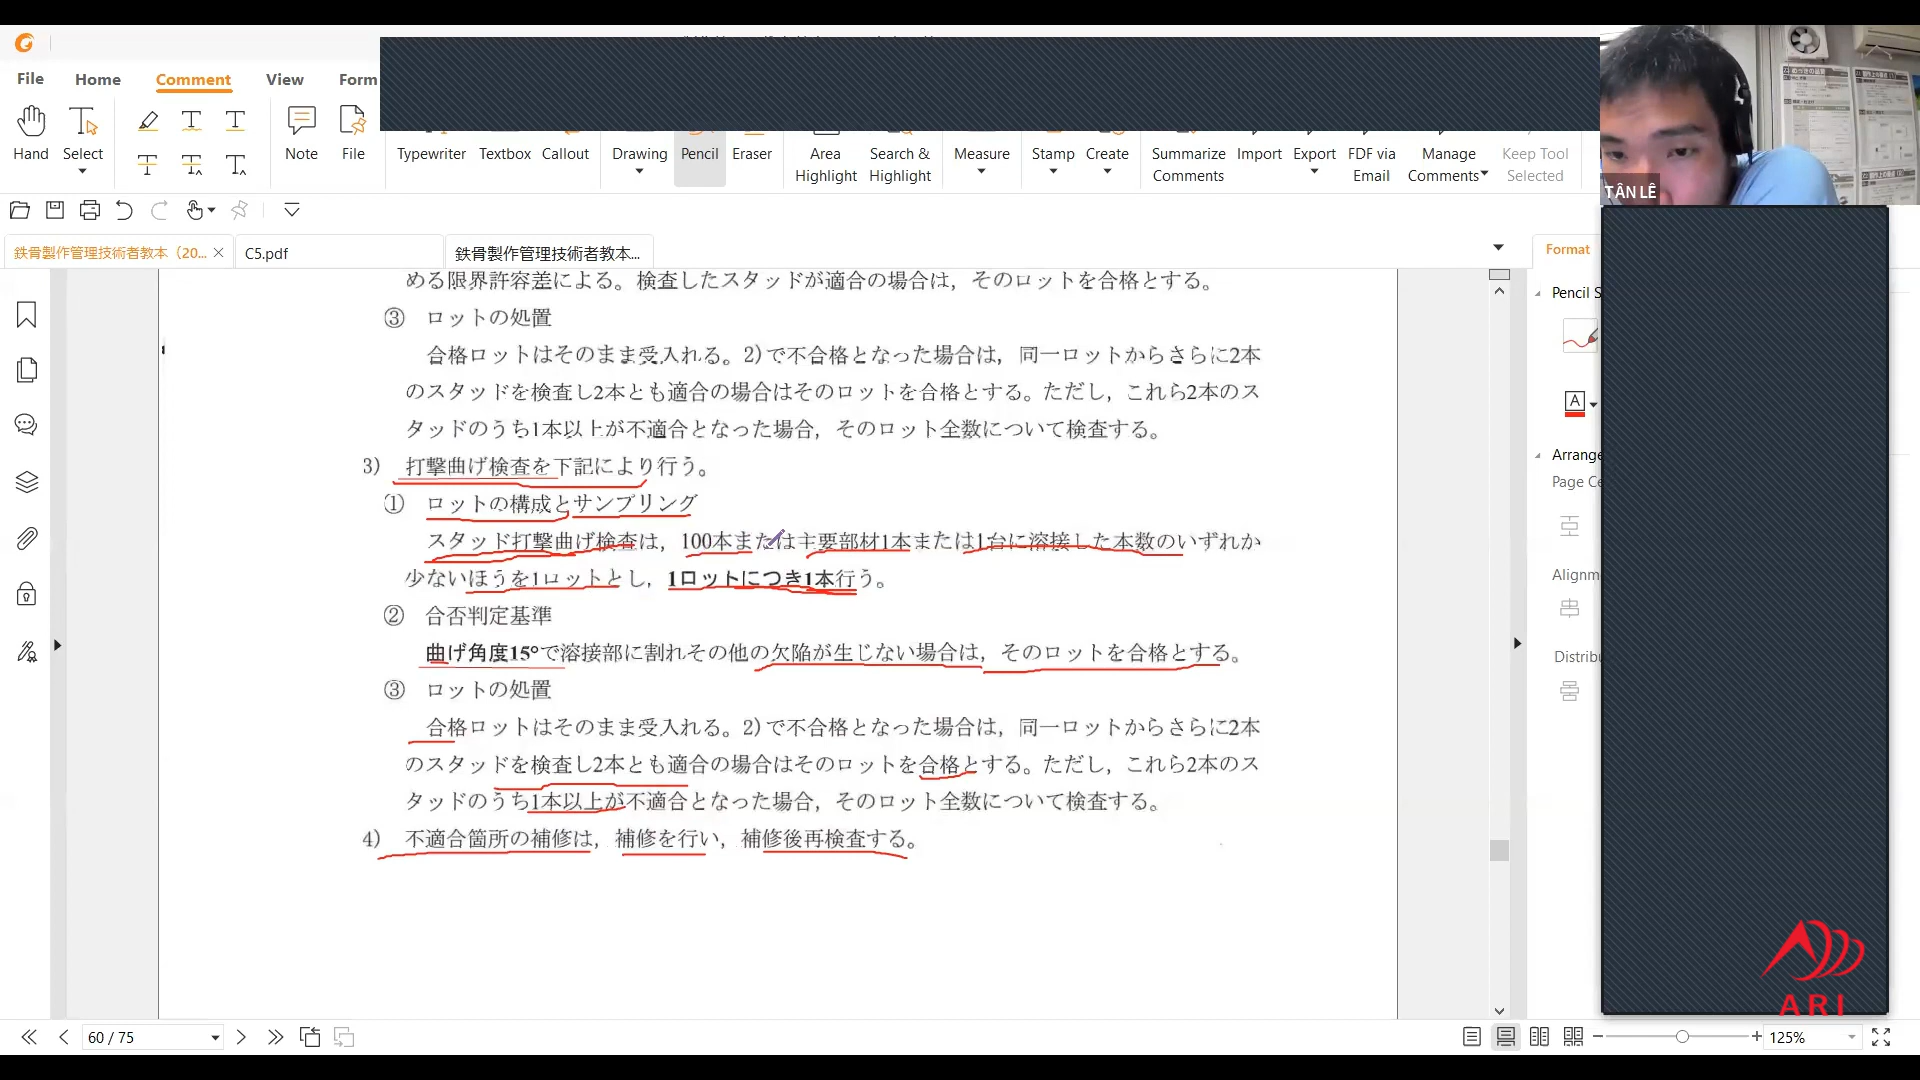 File Home Comment View Form
Hand Select Note File Typewriter Textbox Callout Drawing Pencil Eraser Area Highlight Search & Highlight Measure Stamp Create Summarize Comments Import Export FDF via Email Manage Comments Keep Tool Selected
TÂN LÊ
鉄骨製作管理技術者教本（20... C5.pdf 鉄骨製作管理技術者教本...
Format
Pencil S
Arrange
Page Ce
Alignm
Distribu
める限界許容差による。検査したスタッドが適合の場合は，そのロットを合格とする。
③ ロットの処置
合格ロットはそのまま受入れる。2)で不合格となった場合は，同一ロットからさらに2本
のスタッドを検査し2本とも適合の場合はそのロットを合格とする。ただし，これら2本のス
タッドのうち1本以上が不適合となった場合，そのロット全数について検査する。
3) 打撃曲げ検査を下記により行う。
① ロットの構成とサンプリング
スタッド打撃曲げ検査は，100本または主要部材1本または1台に溶接した本数のいずれか
少ないほうを1ロットとし，1ロットにつき1本行う。
② 合否判定基準
曲げ角度15°で溶接部に割れその他の欠陥が生じない場合は，そのロットを合格とする。
③ ロットの処置
合格ロットはそのまま受入れる。2)で不合格となった場合は，同一ロットからさらに2本
のスタッドを検査し2本とも適合の場合はそのロットを合格とする。ただし，これら2本のス
タッドのうち1本以上が不適合となった場合，そのロット全数について検査する。
4) 不適合箇所の補修は，補修を行い，補修後再検査する。
ARI
60 / 75
125%